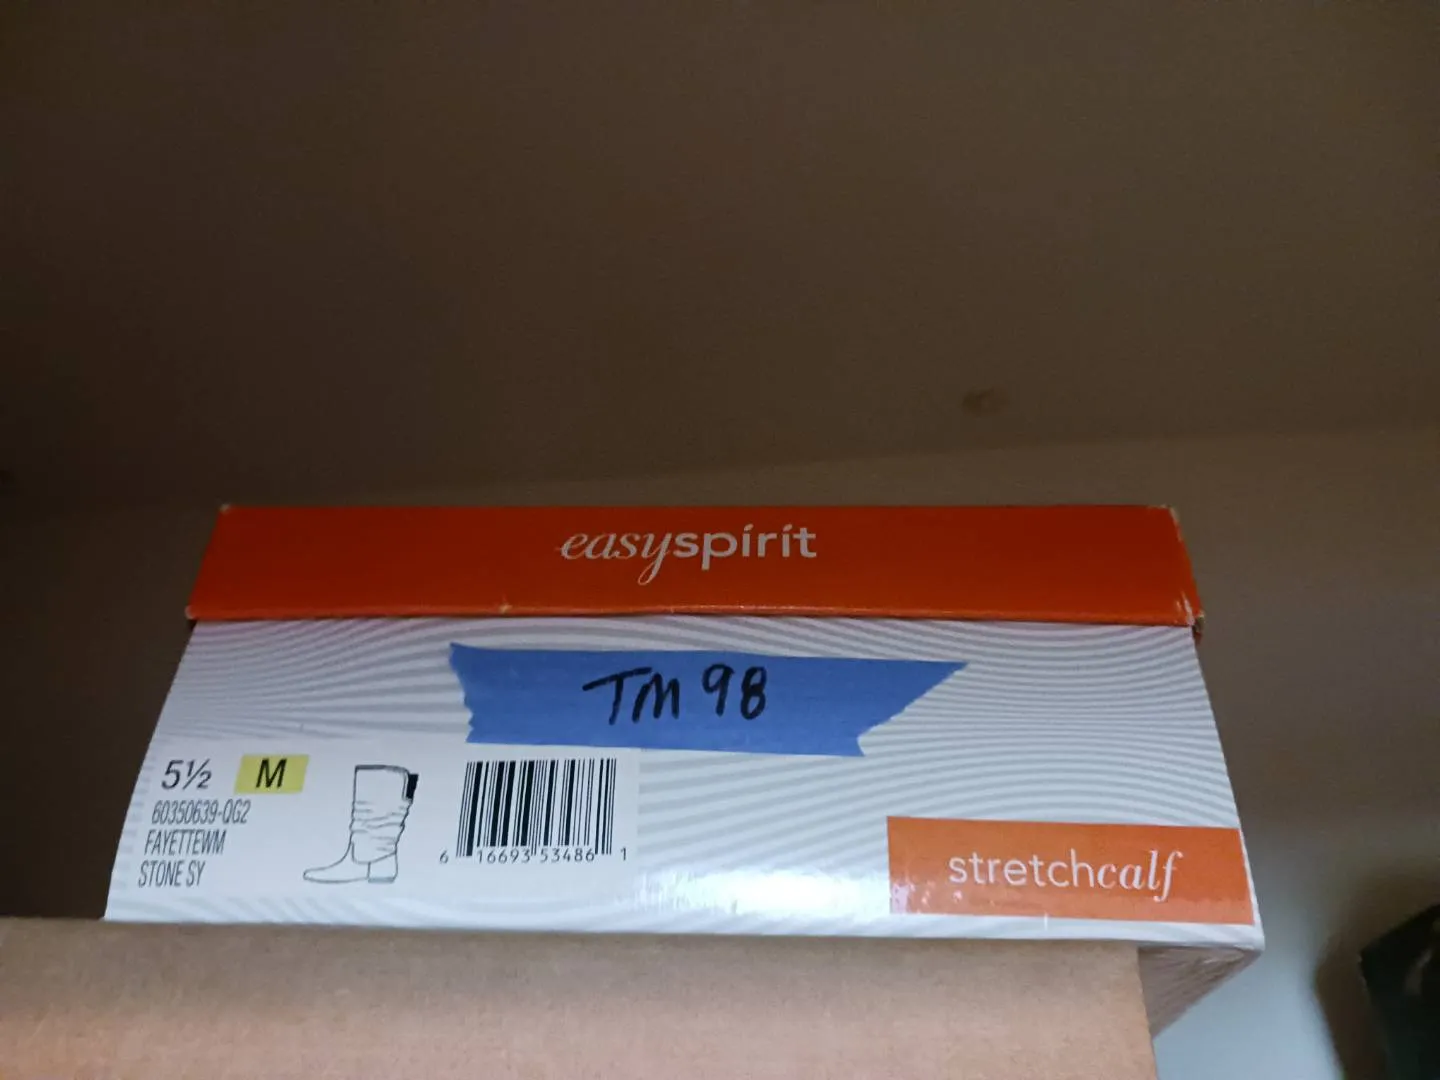 easyspirit
TM 98
5½ M
60350639-QG2
FAYETTEWM
STONE SY
6 16693 53486 1
stretchcalf